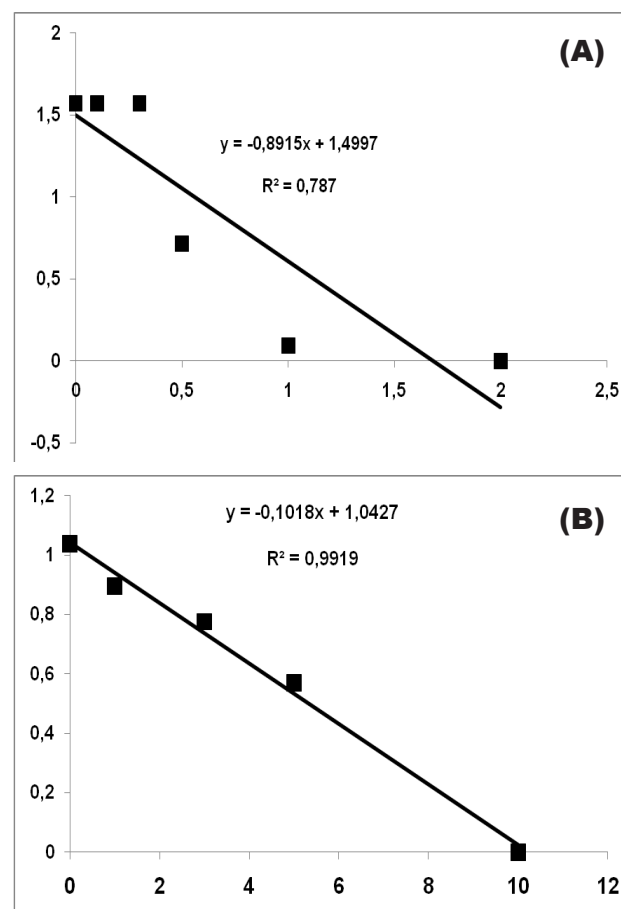 (A)
2
1,5
1
0,5
0
-0,5
y = -0,8915x + 1,4997
R² = 0,787
0 0,5 1 1,5 2 2,5
(B)
1,2
1
0,8
0,6
0,4
0,2
0
y = -0,1018x + 1,0427
R² = 0,9919
0 2 4 6 8 10 12